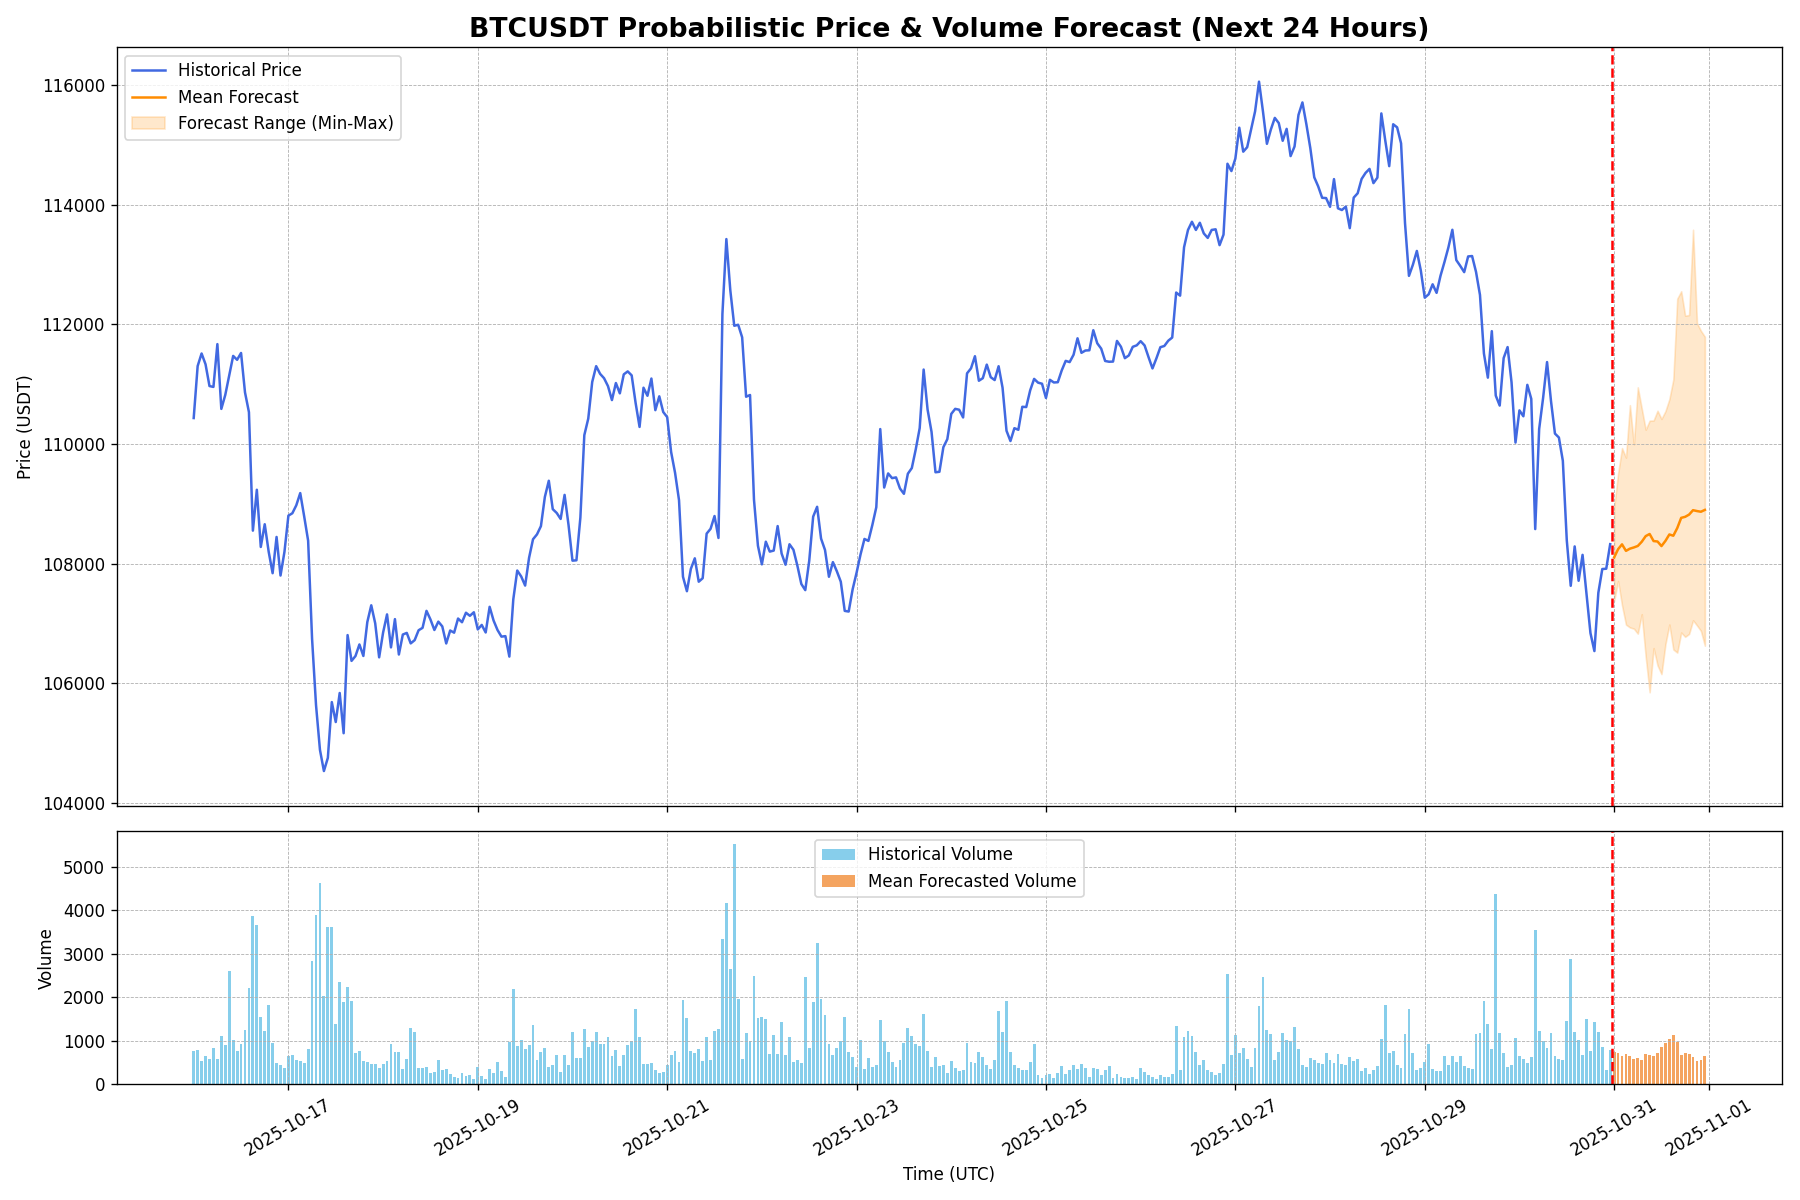 BTCUSDT Probabilistic Price & Volume Forecast (Next 24 Hours)
Historical Price
Mean Forecast
Forecast Range (Min-Max)
Price (USDT)
116000
114000
112000
110000
108000
106000
104000
Historical Volume
Mean Forecasted Volume
Volume
5000
4000
3000
2000
1000
0
2025-10-17
2025-10-19
2025-10-21
2025-10-23
2025-10-25
2025-10-27
2025-10-29
2025-10-31
2025-11-01
Time (UTC)